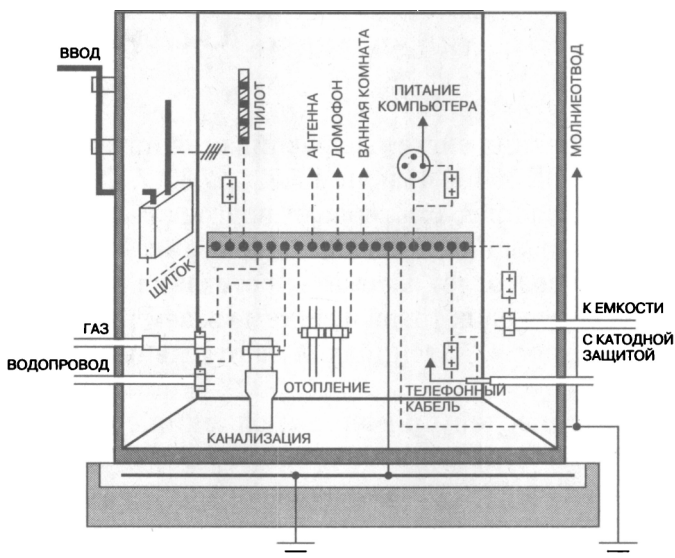 ВВОД
ПИЛОТ
АНТЕННА
ДОМОФОН
ВАННАЯ КОМНАТА
ПИТАНИЕ
КОМПЬЮТЕРА
МОЛНИЕОТВОД
ЩИТОК
ГАЗ
ВОДОПРОВОД
КАНАЛИЗАЦИЯ
ОТОПЛЕНИЕ
ТЕЛЕФОННЫЙ
КАБЕЛЬ
К ЕМКОСТИ
С КАТОДНОЙ
ЗАЩИТОЙ